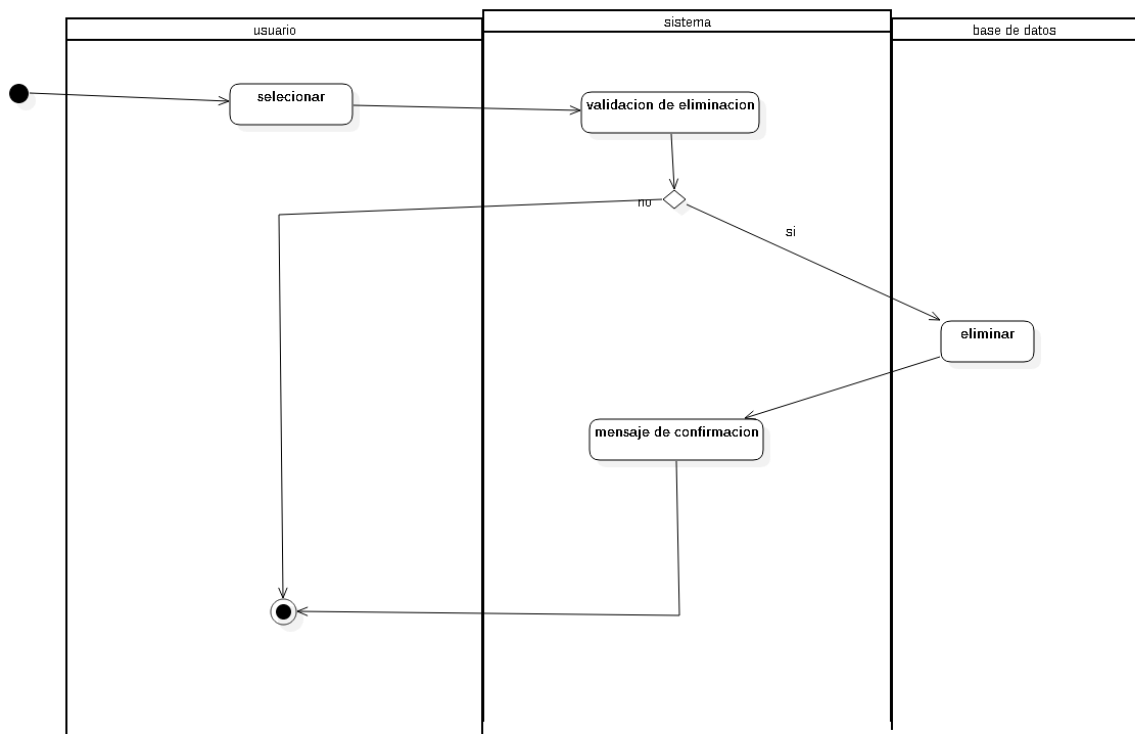 usuario
sistema
base de datos
selecionar
validacion de eliminacion
no
si
eliminar
mensaje de confirmacion